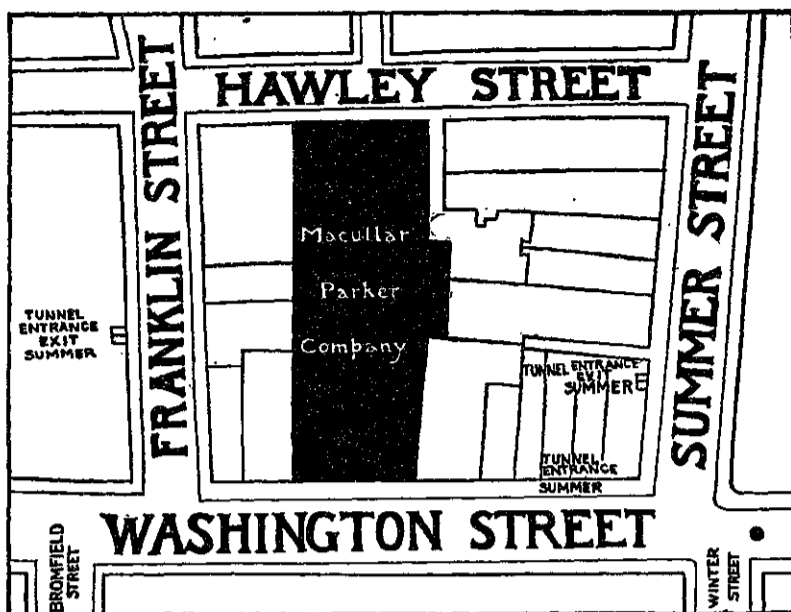 HAWLEY STREET
FRANKLIN STREET
SUMMER STREET
Macullar
Parker
Company
TUNNEL
ENTRANCE
EXIT
SUMMER
TUNNEL ENTRANCE
EXIT
SUMMER
TUNNEL
ENTRANCE
SUMMER
WASHINGTON STREET
BROMFIELD
STREET
WINTER
STREET